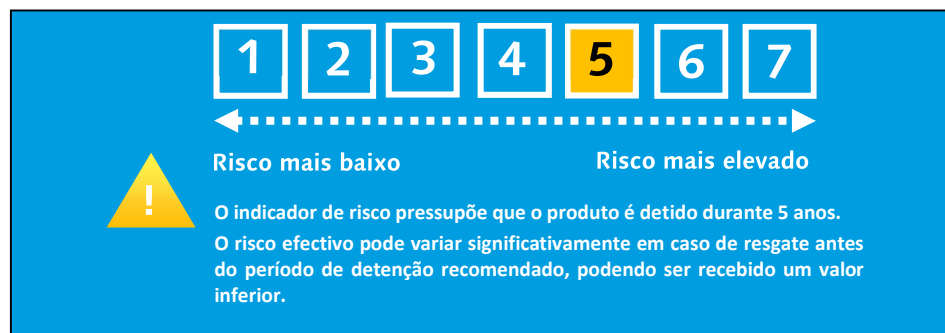 1 2 3 4 5 6 7
Risco mais baixo Risco mais elevado
!
O indicador de risco pressupõe que o produto é detido durante 5 anos.
O risco efectivo pode variar significativamente em caso de resgate antes
do período de detenção recomendado, podendo ser recebido um valor
inferior.